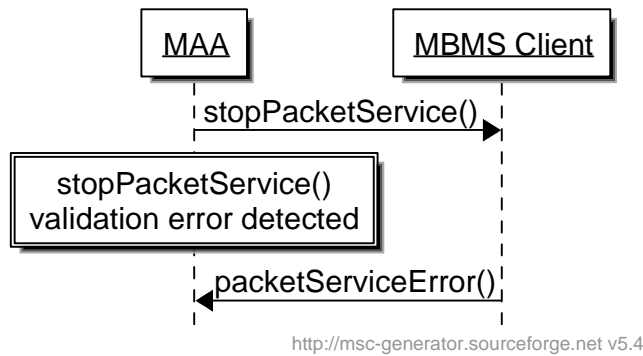 MAA
MBMS Client
stopPacketService()
stopPacketService()
validation error detected
packetServiceError()
http://msc-generator.sourceforge.net v5.4